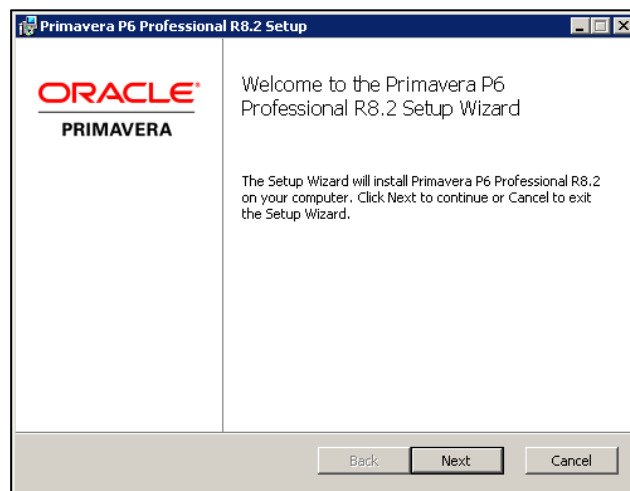 Primavera P6 Professional R8.2 Setup
ORACLE®
PRIMAVERA
Welcome to the Primavera P6
Professional R8.2 Setup Wizard
The Setup Wizard will install Primavera P6 Professional R8.2
on your computer. Click Next to continue or Cancel to exit
the Setup Wizard.
Back Next Cancel